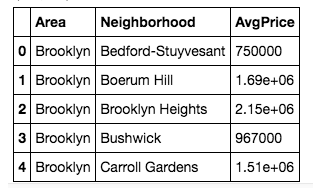 Area Neighborhood AvgPrice
0 Brooklyn Bedford-Stuyvesant 750000
1 Brooklyn Boerum Hill 1.69e+06
2 Brooklyn Brooklyn Heights 2.15e+06
3 Brooklyn Bushwick 967000
4 Brooklyn Carroll Gardens 1.51e+06